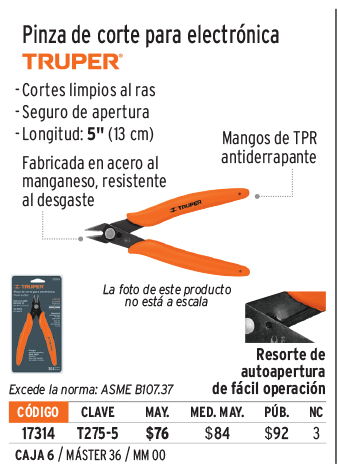 Pinza de corte para electrónica
TRUPER®
- Cortes limpios al ras
- Seguro de apertura
- Longitud: 5" (13 cm)
Fabricada en acero al
manganeso, resistente
al desgaste
Mangos de TPR
antiderrapante
TRUPER
La foto de este producto
no está a escala
TRUPER
Resorte de
autoapertura
de fácil operación
Excede la norma: ASME B107.37
CÓDIGO CLAVE MAY. MED. MAY. PÚB. NC
17314 T275-5 $76 $84 $92 3
CAJA 6 / MÁSTER 36 / MM 00